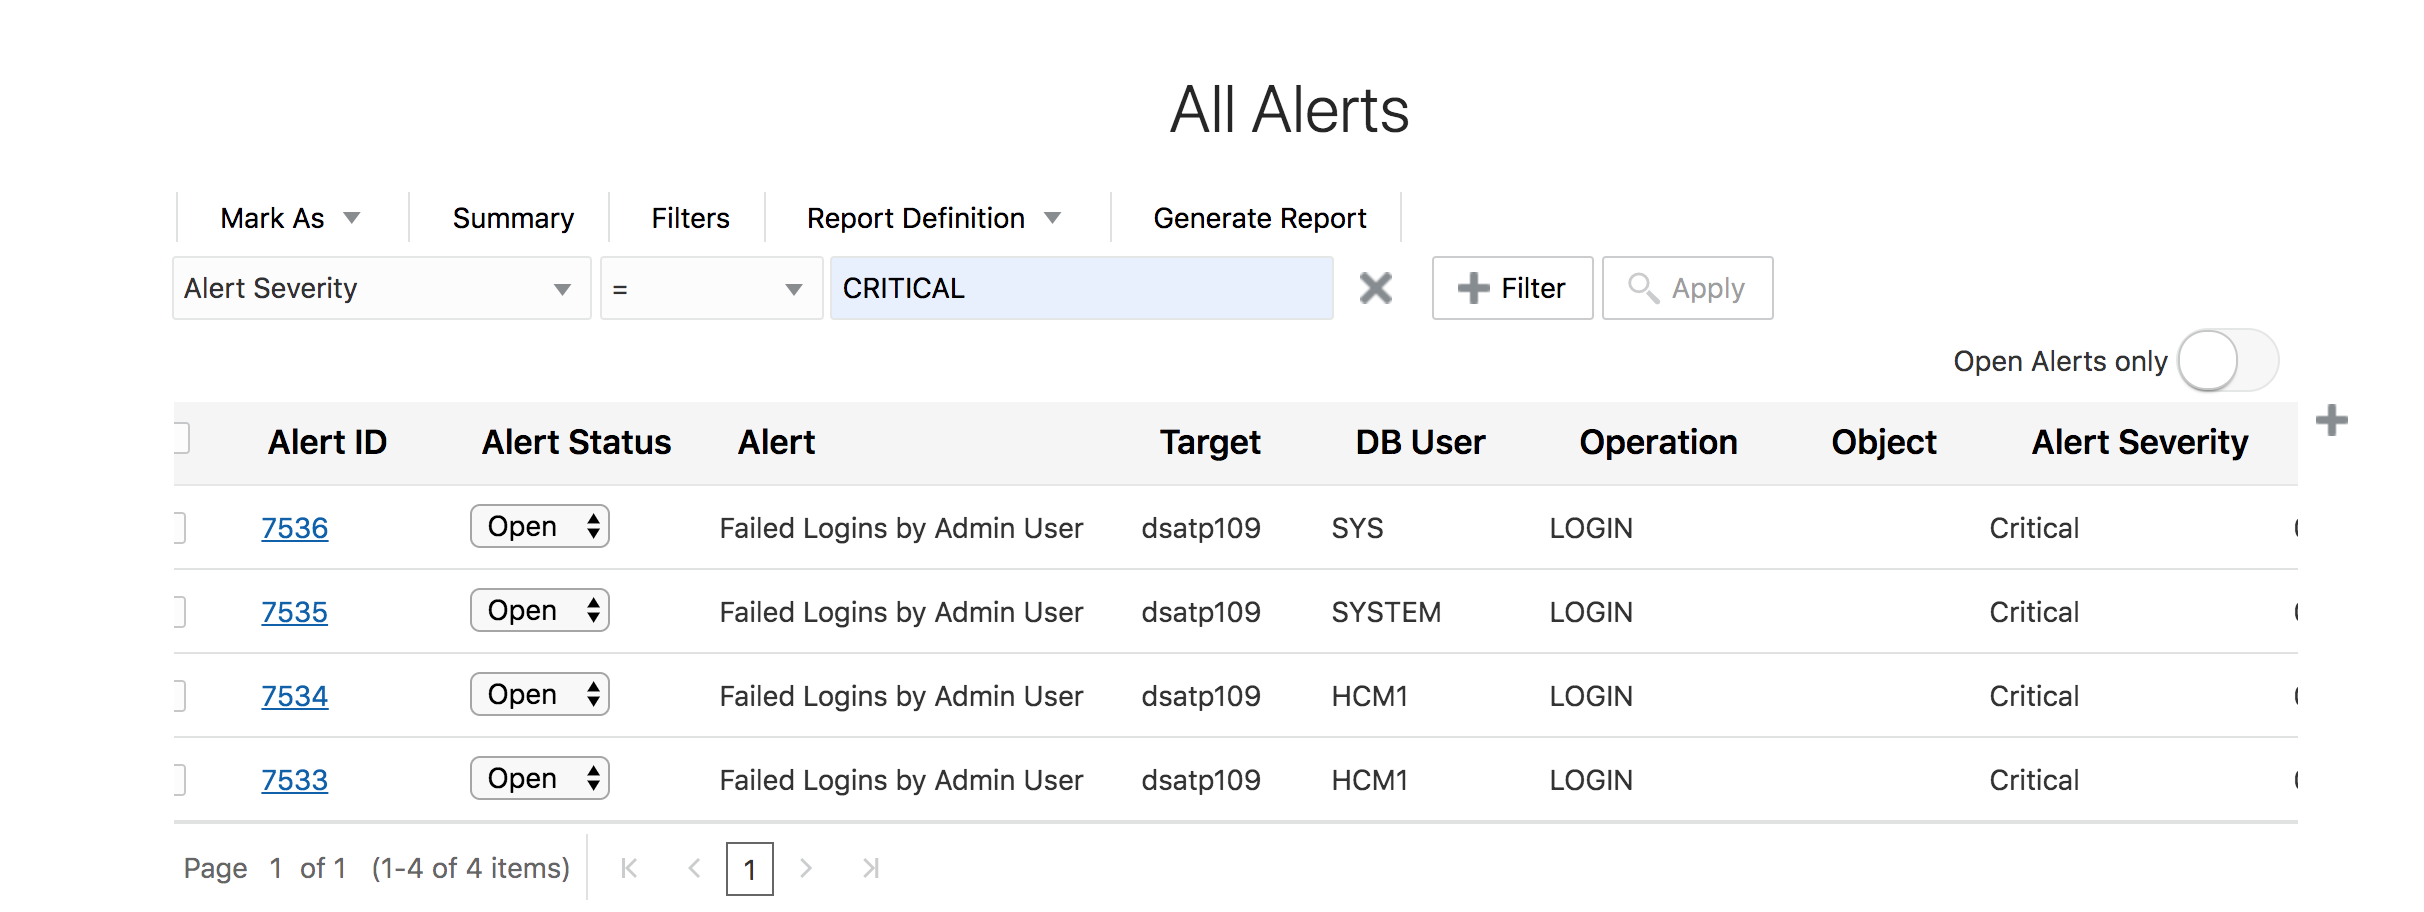 All Alerts
Mark As Summary Filters Report Definition Generate Report
Alert Severity = CRITICAL Filter Apply
Open Alerts only
Alert ID Alert Status Alert Target DB User Operation Object Alert Severity
7536 Open Failed Logins by Admin User dsatp109 SYS LOGIN Critical
7535 Open Failed Logins by Admin User dsatp109 SYSTEM LOGIN Critical
7534 Open Failed Logins by Admin User dsatp109 HCM1 LOGIN Critical
7533 Open Failed Logins by Admin User dsatp109 HCM1 LOGIN Critical
Page 1 of 1 (1-4 of 4 items) 1